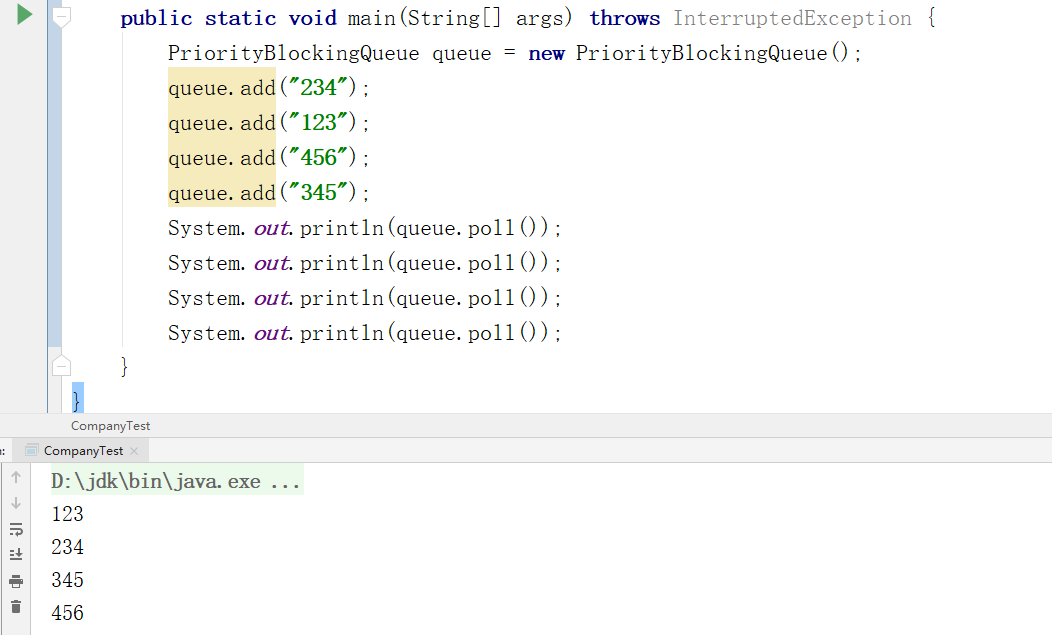 public static void main(String[] args) throws InterruptedException {
PriorityBlockingQueue queue = new PriorityBlockingQueue();
queue.add("234");
queue.add("123");
queue.add("456");
queue.add("345");
System.out.println(queue.poll());
System.out.println(queue.poll());
System.out.println(queue.poll());
System.out.println(queue.poll());
}
}
CompanyTest
CompanyTest
D:\jdk\bin\java.exe ...
123
234
345
456